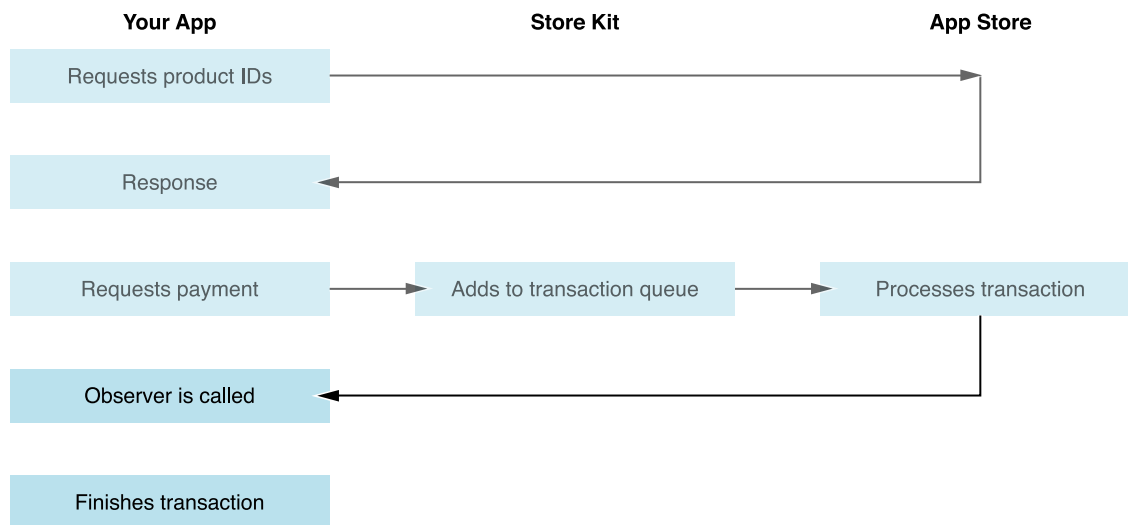 Your App
Store Kit
App Store
Requests product IDs
Response
Requests payment
Adds to transaction queue
Processes transaction
Observer is called
Finishes transaction